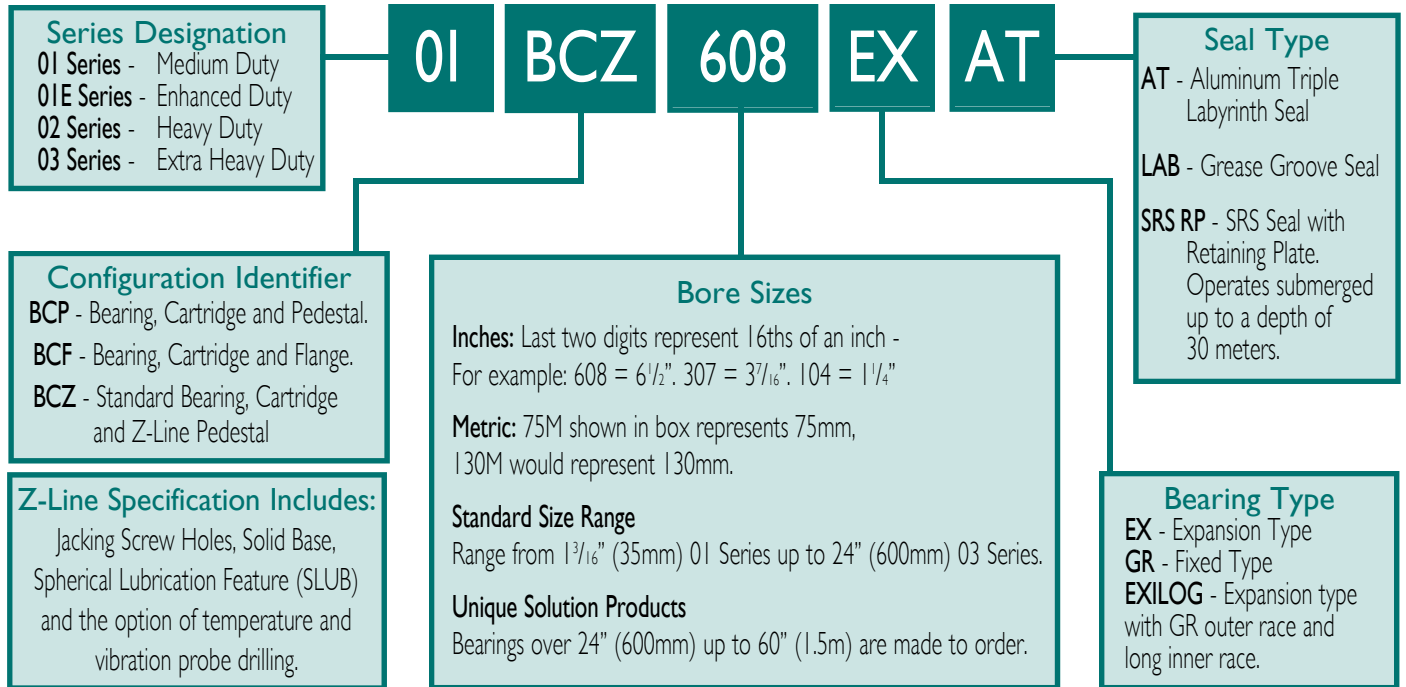 Series Designation
01 Series - Medium Duty
01E Series - Enhanced Duty
02 Series - Heavy Duty
03 Series - Extra Heavy Duty
01 BCZ 608 EX AT
Seal Type
AT - Aluminum Triple
Labyrinth Seal
LAB - Grease Groove Seal
SRS RP - SRS Seal with
Retaining Plate.
Operates submerged
up to a depth of
30 meters.
Configuration Identifier
BCP - Bearing, Cartridge and Pedestal.
BCF - Bearing, Cartridge and Flange.
BCZ - Standard Bearing, Cartridge
and Z-Line Pedestal
Bore Sizes
Inches: Last two digits represent 16ths of an inch -
For example: 608 = 6 1/2”. 307 = 3 7/16”. 104 = 1 1/4”
Metric: 75M shown in box represents 75mm,
130M would represent 130mm.
Standard Size Range
Range from 1 3/16” (35mm) 01 Series up to 24” (600mm) 03 Series.
Unique Solution Products
Bearings over 24” (600mm) up to 60” (1.5m) are made to order.
Z-Line Specification Includes:
Jacking Screw Holes, Solid Base,
Spherical Lubrication Feature (SLUB)
and the option of temperature and
vibration probe drilling.
Bearing Type
EX - Expansion Type
GR - Fixed Type
EXILOG - Expansion type
with GR outer race and
long inner race.